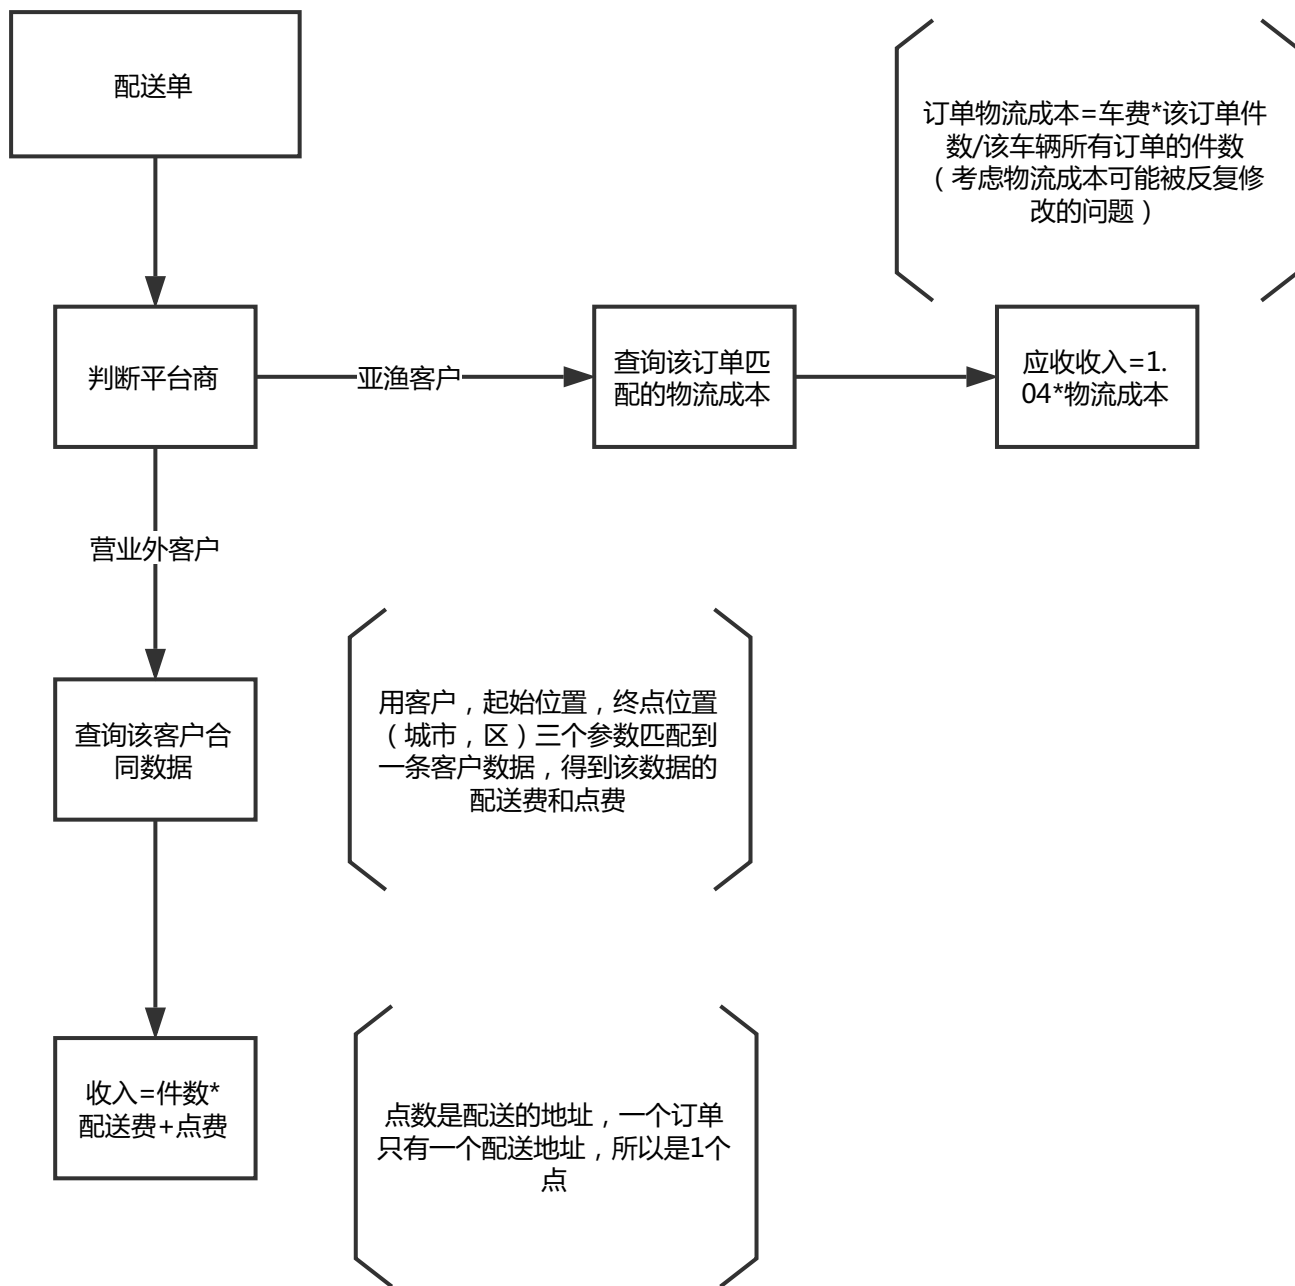 配送单
订单物流成本=车费*该订单件
数/该车辆所有订单的件数
（考虑物流成本可能被反复修
改的问题）
判断平台商
亚渔客户
查询该订单匹
配的物流成本
应收收入=1.
04*物流成本
营业外客户
查询该客户合
同数据
用客户，起始位置，终点位置
（城市，区）三个参数匹配到
一条客户数据，得到该数据的
配送费和点费
收入=件数*
配送费+点费
点数是配送的地址，一个订单
只有一个配送地址，所以是1个
点